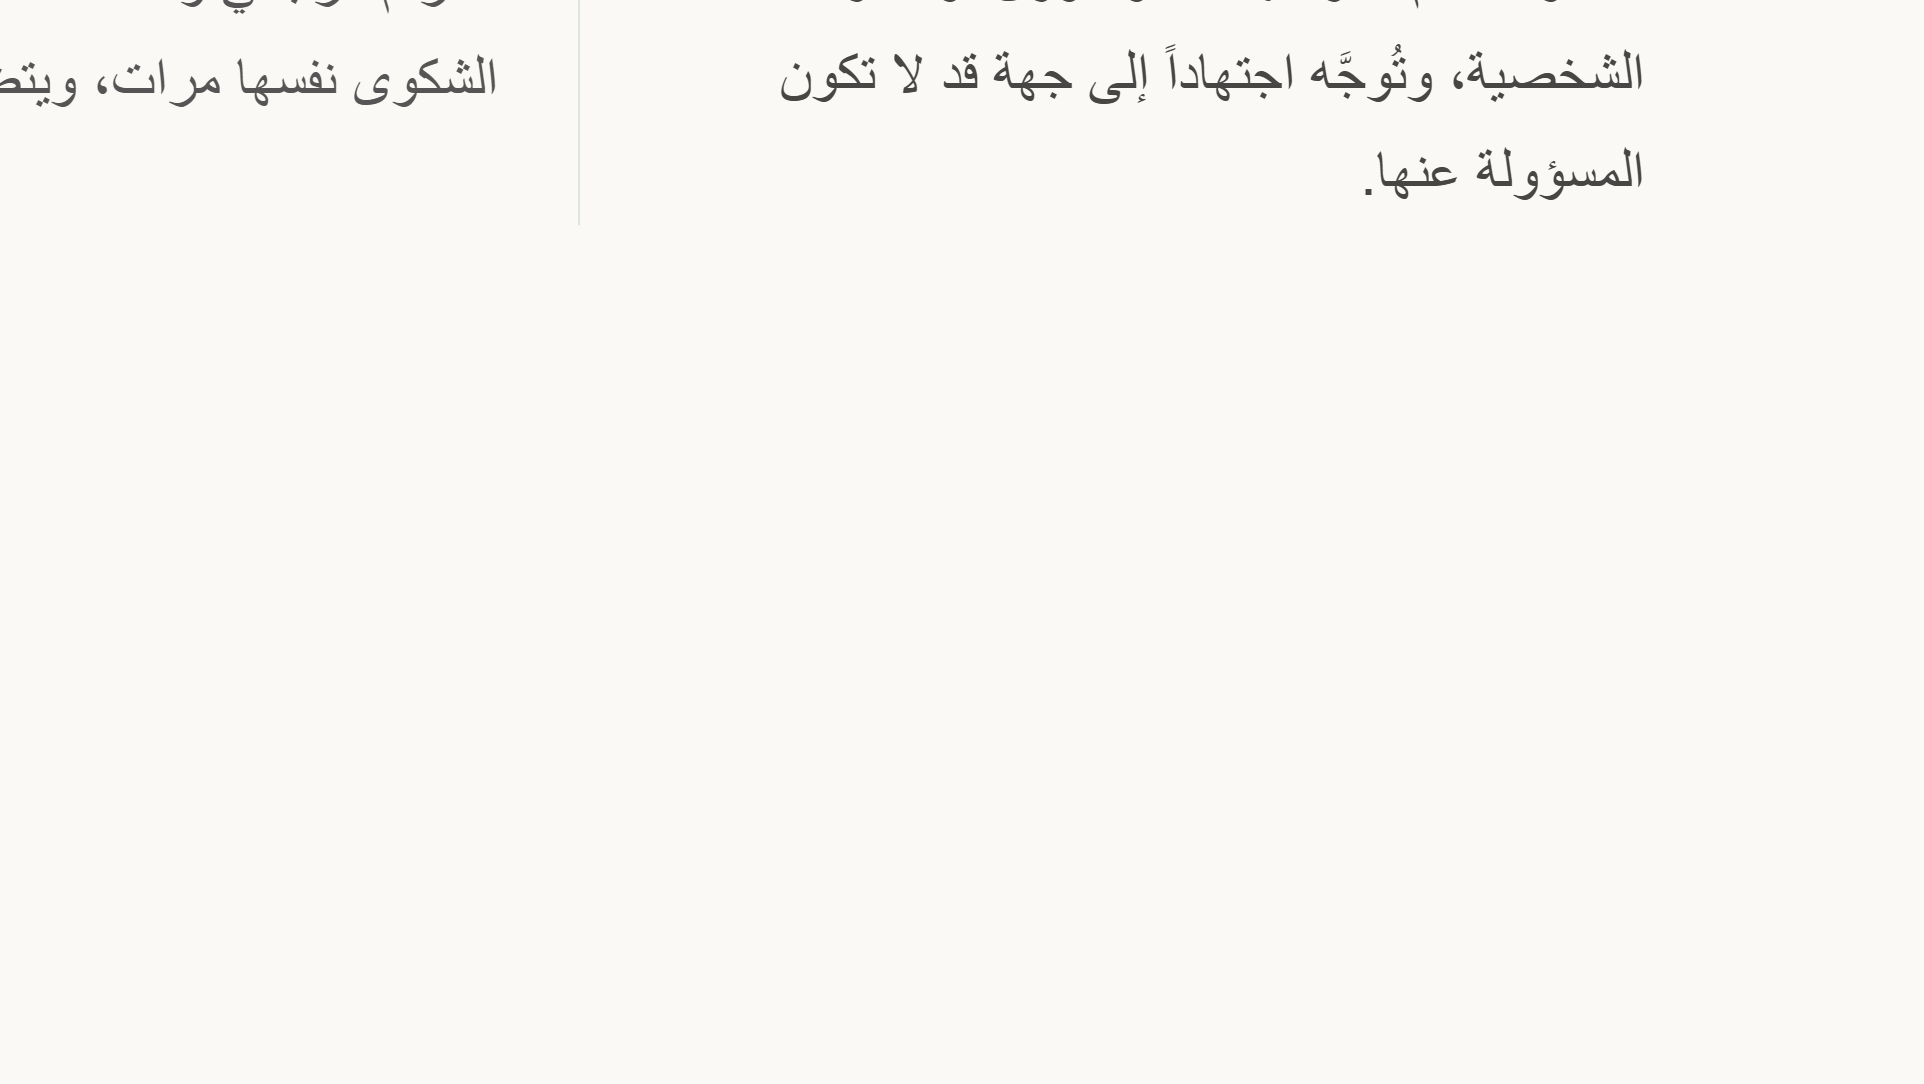 الشخصية، وتُوجَّه اجتهاداً إلى جهة قد لا تكون
المسؤولة عنها.
الشكوى نفسها مرات،